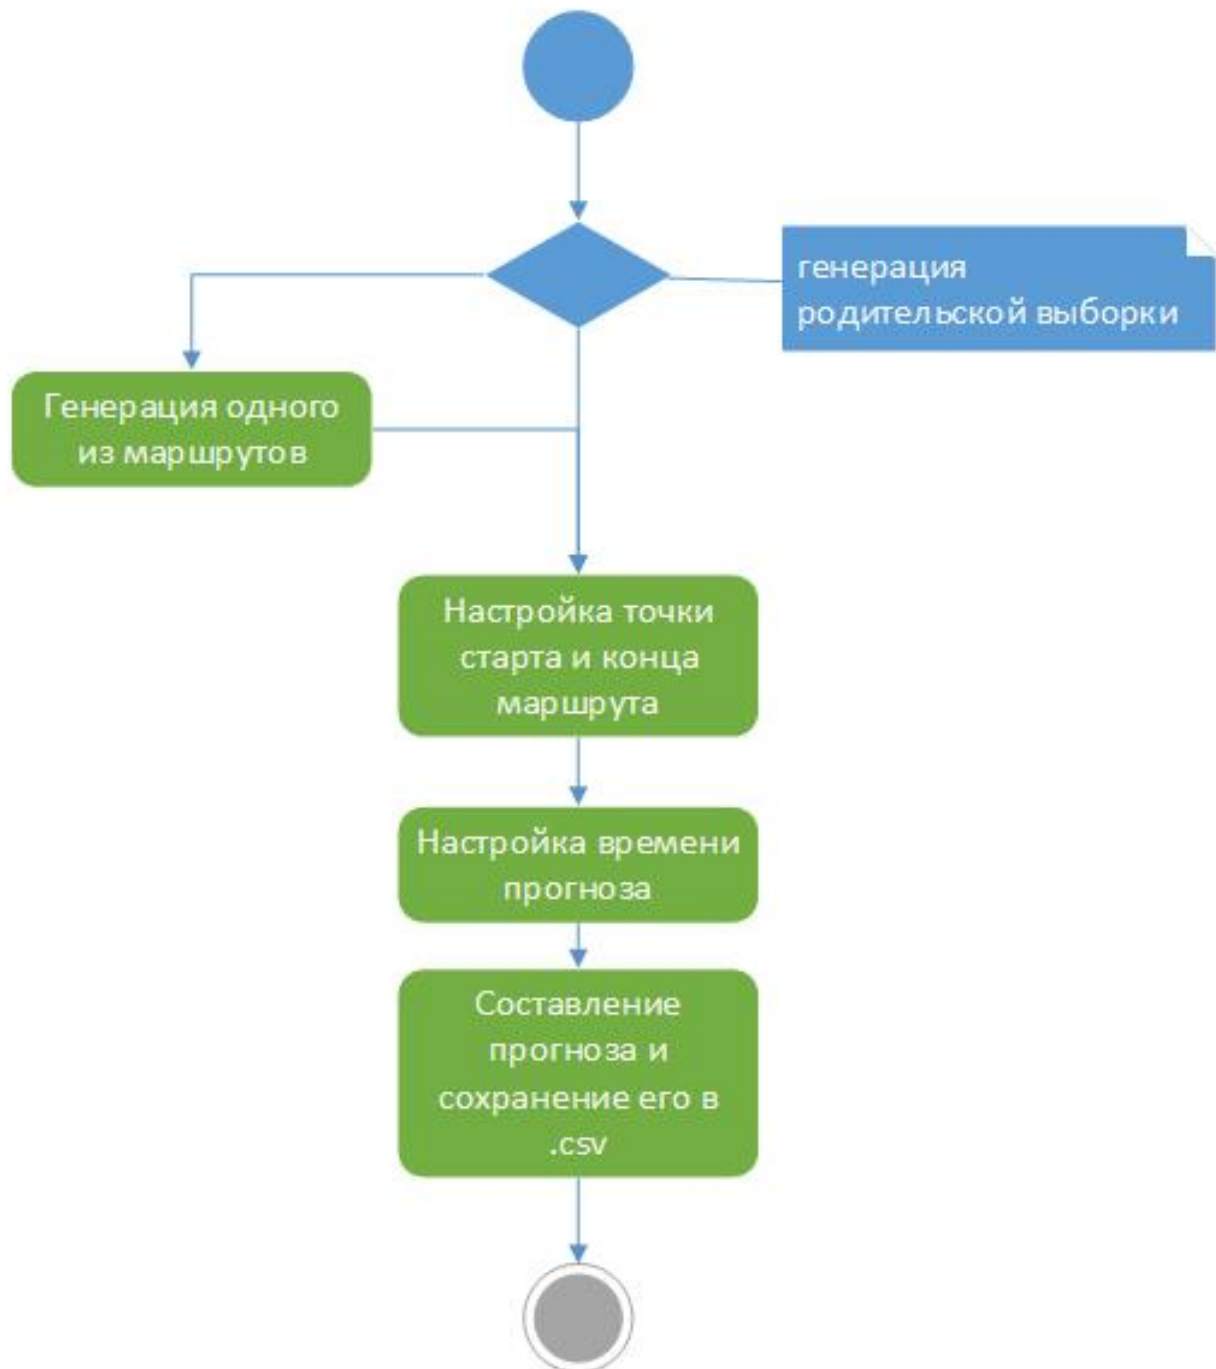 генерация
родительской выборки
Генерация одного
из маршрутов
Настройка точки
старта и конца
маршрута
Настройка времени
прогноза
Составление
прогноза и
сохранение его в
.csv